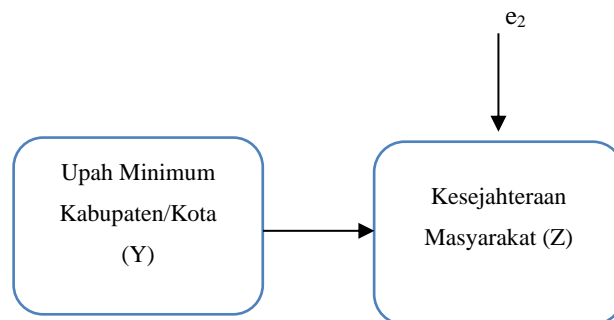 e₂
Upah Minimum
Kabupaten/Kota
(Y)
Kesejahteraan
Masyarakat (Z)